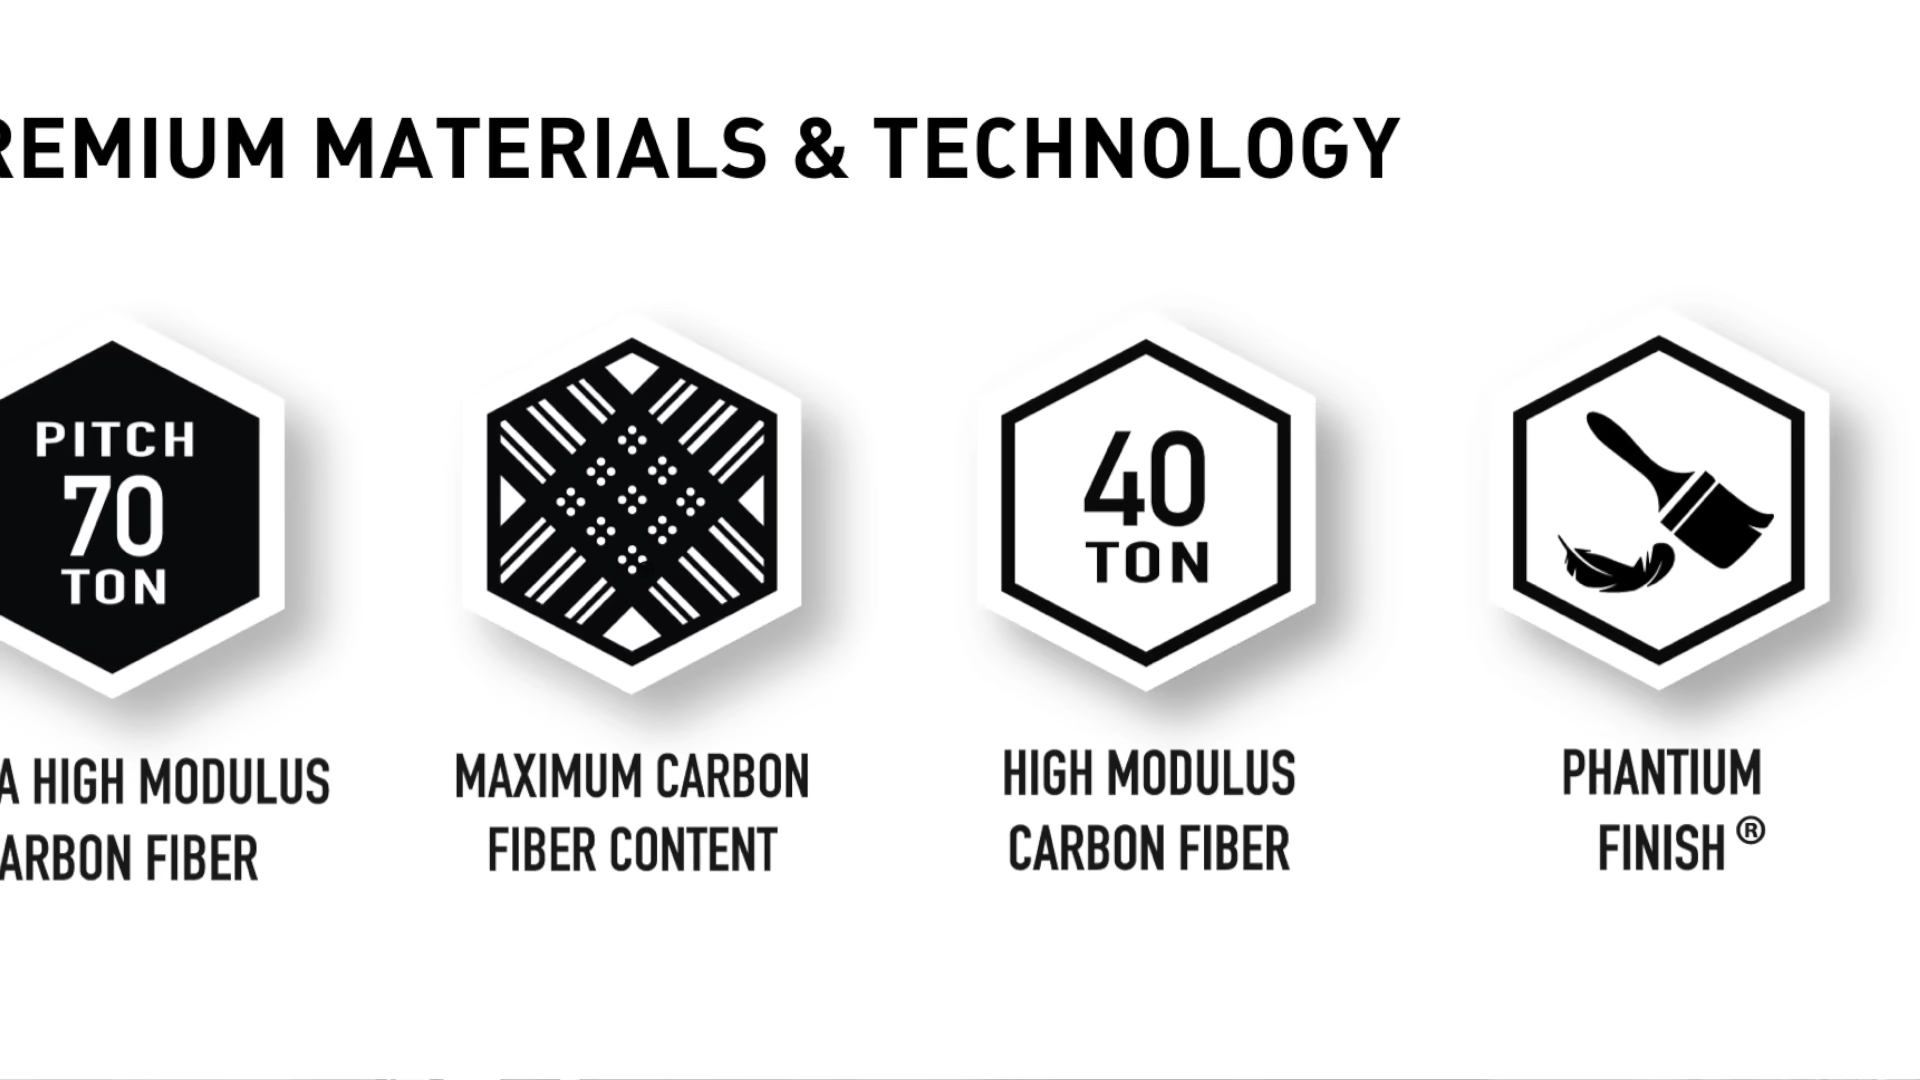 REMIUM MATERIALS & TECHNOLOGY
PITCH
70
TON
40
TON
A HIGH MODULUS
ARBON FIBER
MAXIMUM CARBON
FIBER CONTENT
HIGH MODULUS
CARBON FIBER
PHANTIUM
FINISH ®